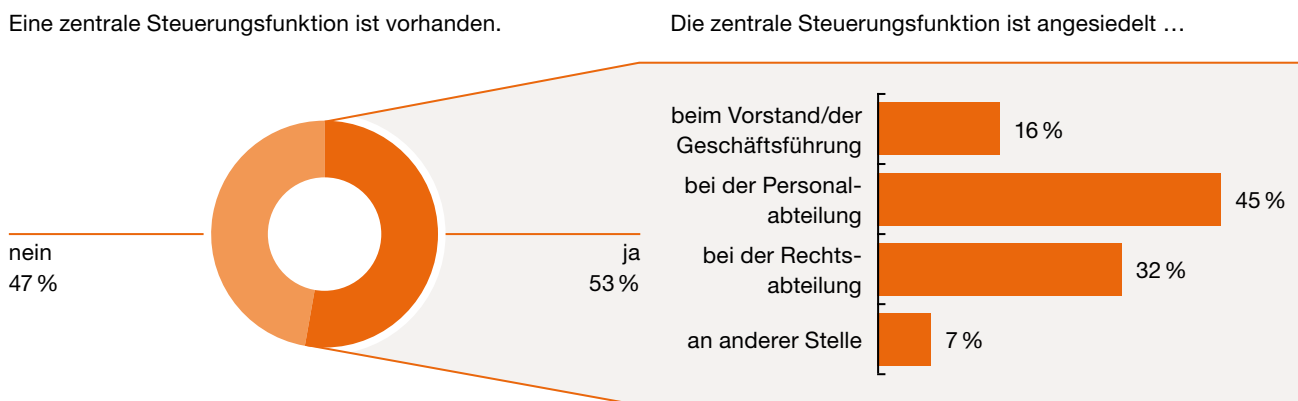 Eine zentrale Steuerungsfunktion ist vorhanden.
nein
47 %
ja
53 %
Die zentrale Steuerungsfunktion ist angesiedelt …
beim Vorstand/der
Geschäftsführung
16 %
bei der Personal-
abteilung
45 %
bei der Rechts-
abteilung
32 %
an anderer Stelle
7 %